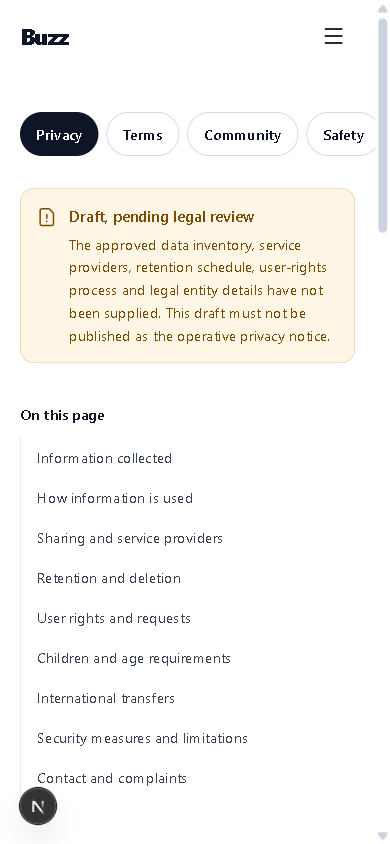 Buzz
Privacy Terms Community Safety
Draft, pending legal review
The approved data inventory, service
providers, retention schedule, user-rights
process and legal entity details have not
been supplied. This draft must not be
published as the operative privacy notice.
On this page
Information collected
How information is used
Sharing and service providers
Retention and deletion
User rights and requests
Children and age requirements
International transfers
Security measures and limitations
Contact and complaints
N